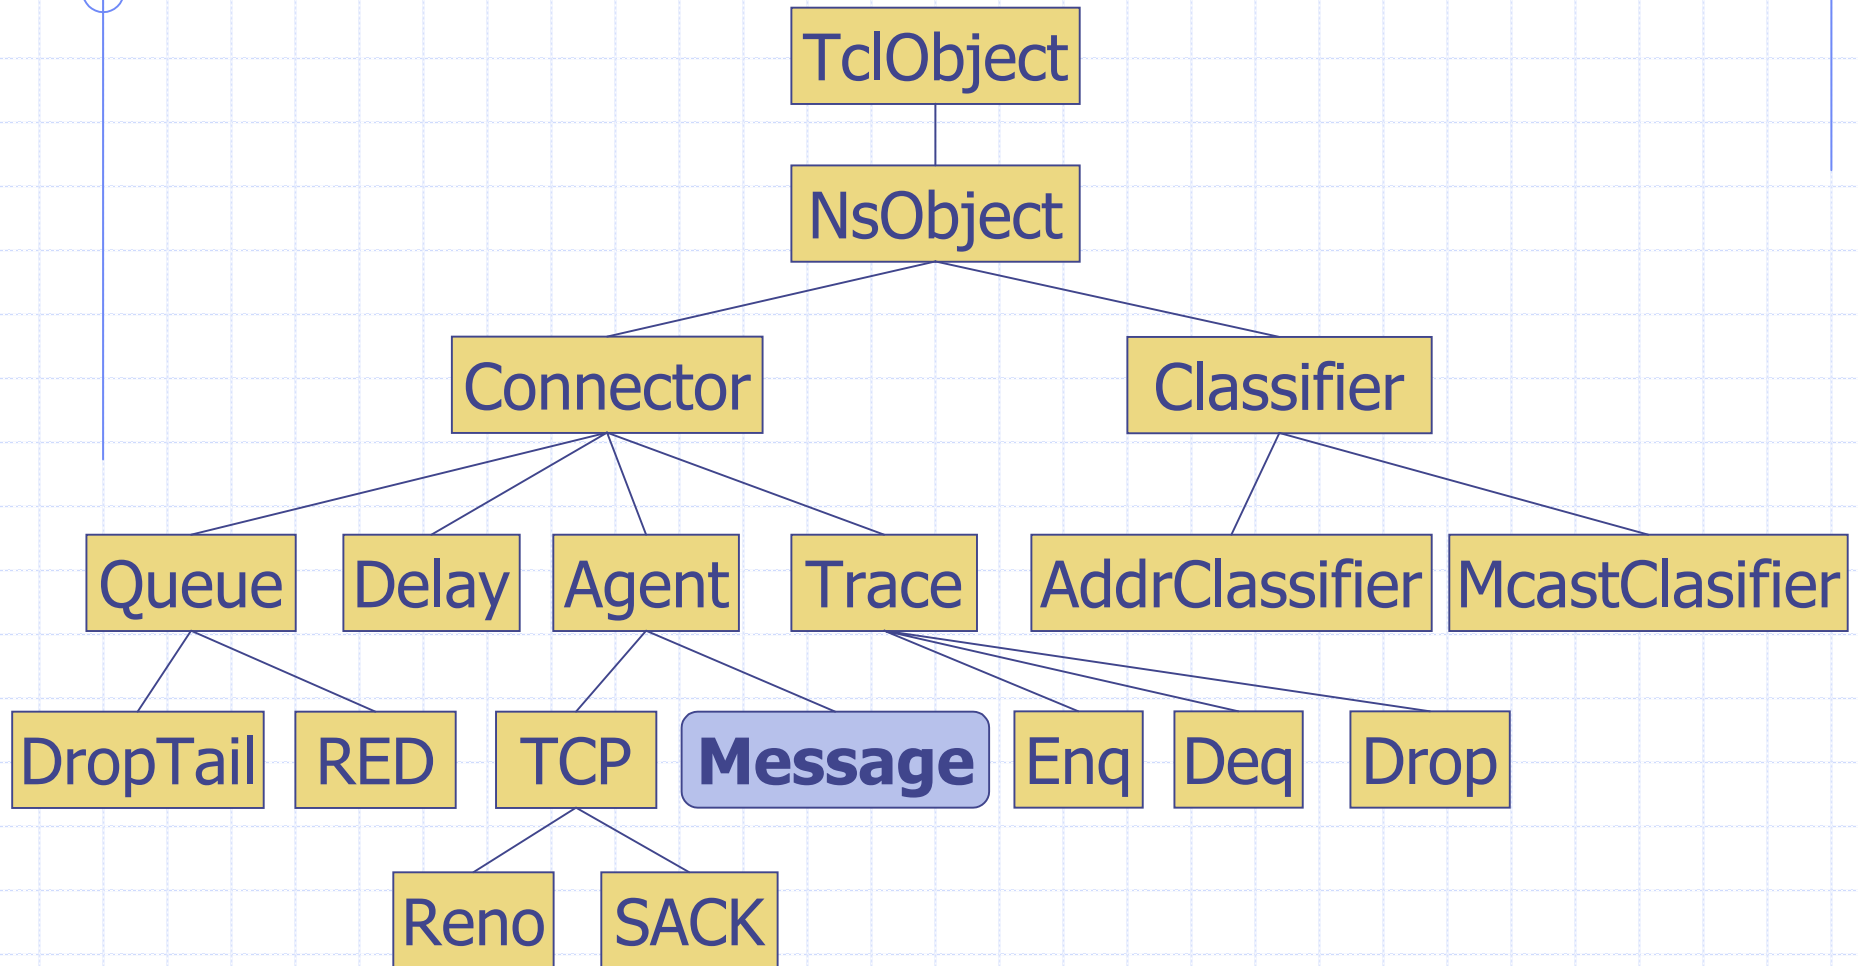 TclObject
NsObject
Connector
Classifier
Queue
Delay
Agent
Trace
AddrClassifier
McastClasifier
DropTail
RED
TCP
Message
Enq
Deq
Drop
Reno
SACK